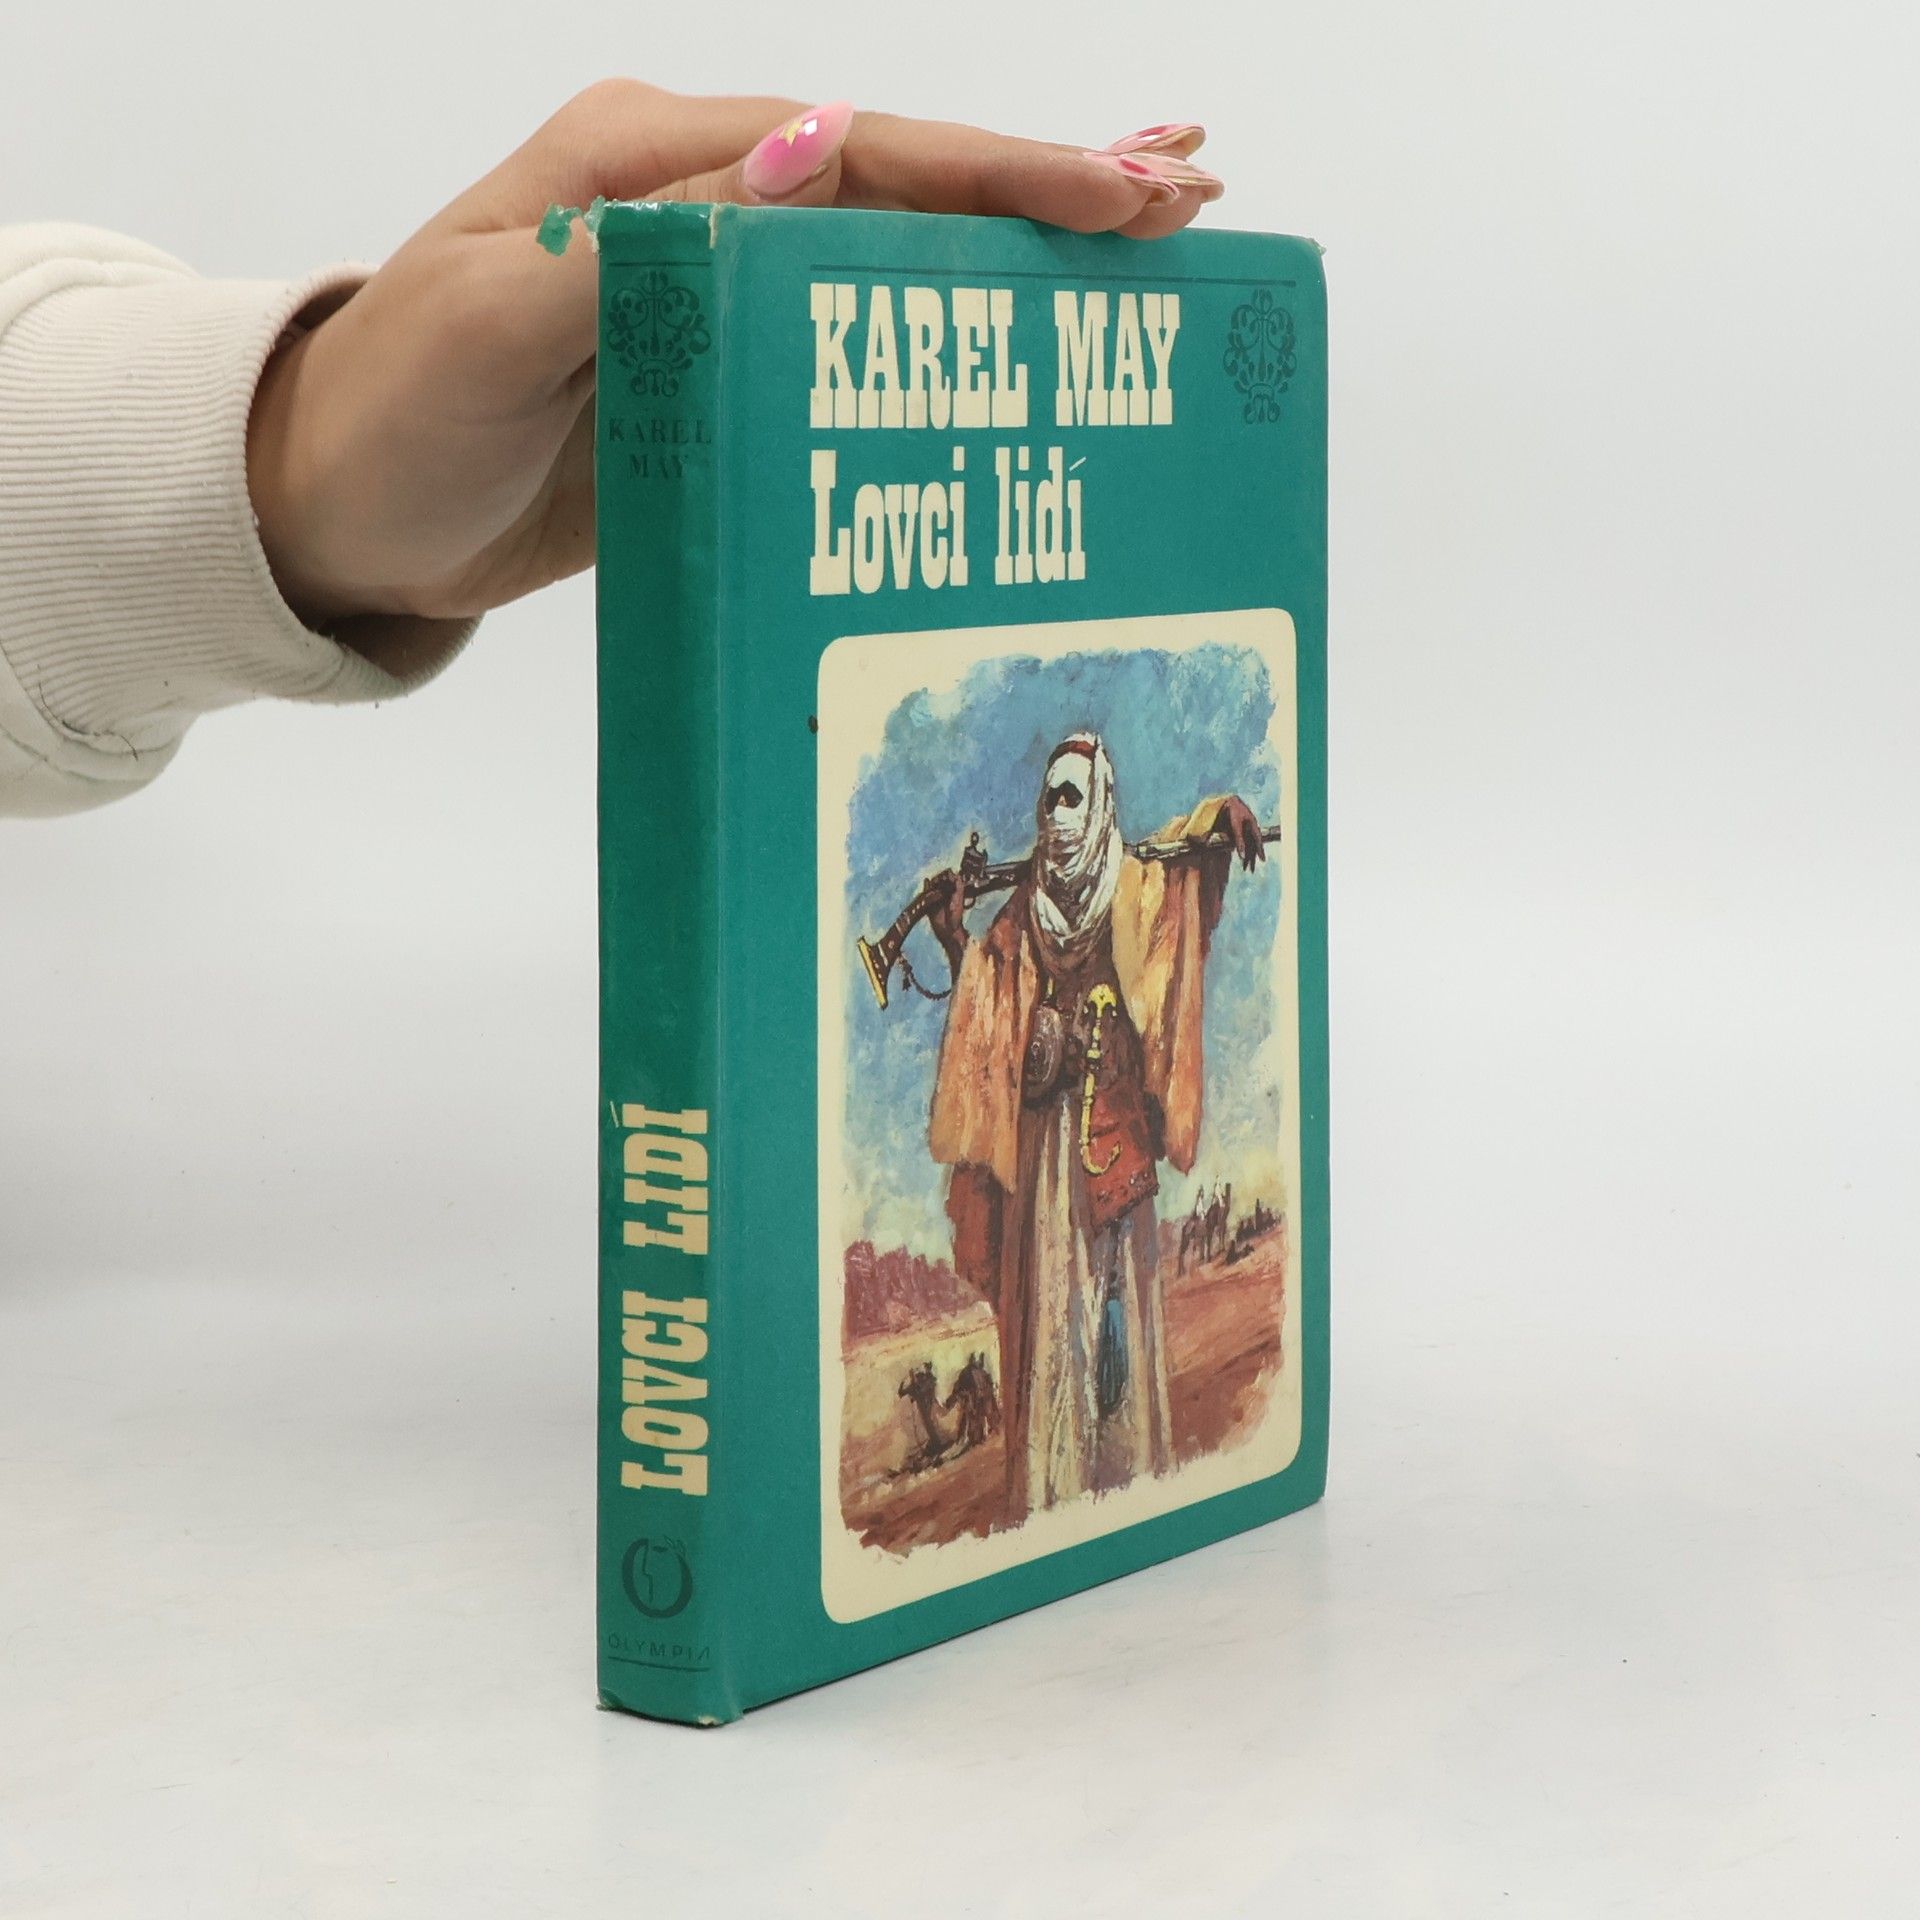 KAREL MAY
Lovci lidí
KAREL
MAY
LOVCI LIDÍ
OLYMPIA